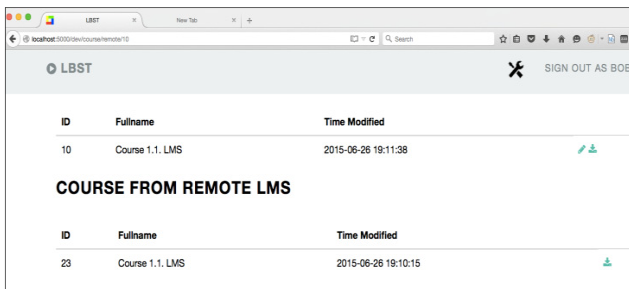 LBST
New Tab
localhost:5000/dev/course/remote/10
Search
LBST
SIGN OUT AS BOB
ID Fullname Time Modified
10 Course 1.1. LMS 2015-06-26 19:11:38
COURSE FROM REMOTE LMS
ID Fullname Time Modified
23 Course 1.1. LMS 2015-06-26 19:10:15